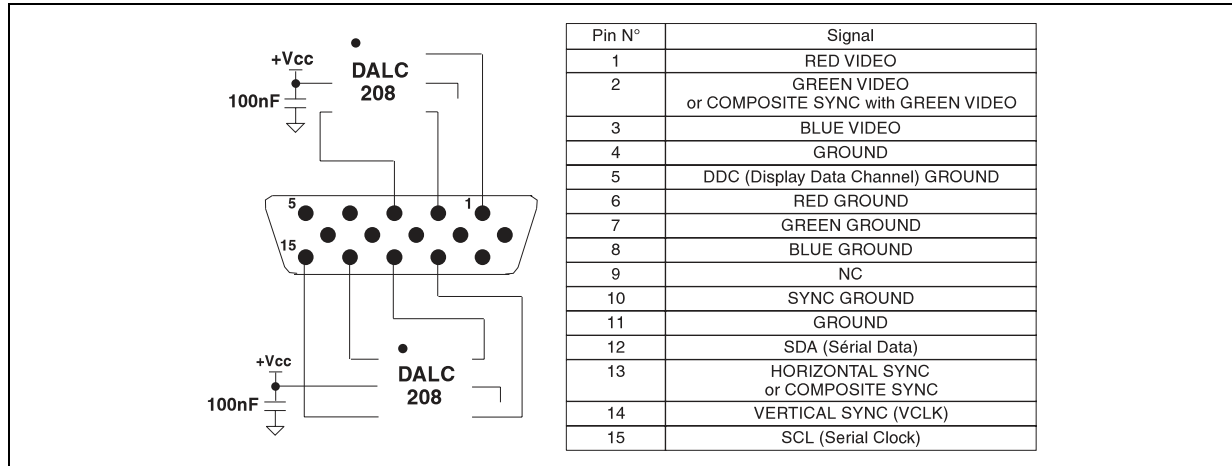 +Vcc
100nF
DALC
208
5
1
15
+Vcc
100nF
DALC
208
Pin N° Signal
1 RED VIDEO
2 GREEN VIDEO
or COMPOSITE SYNC with GREEN VIDEO
3 BLUE VIDEO
4 GROUND
5 DDC (Display Data Channel) GROUND
6 RED GROUND
7 GREEN GROUND
8 BLUE GROUND
9 NC
10 SYNC GROUND
11 GROUND
12 SDA (Sérial Data)
13 HORIZONTAL SYNC
or COMPOSITE SYNC
14 VERTICAL SYNC (VCLK)
15 SCL (Serial Clock)